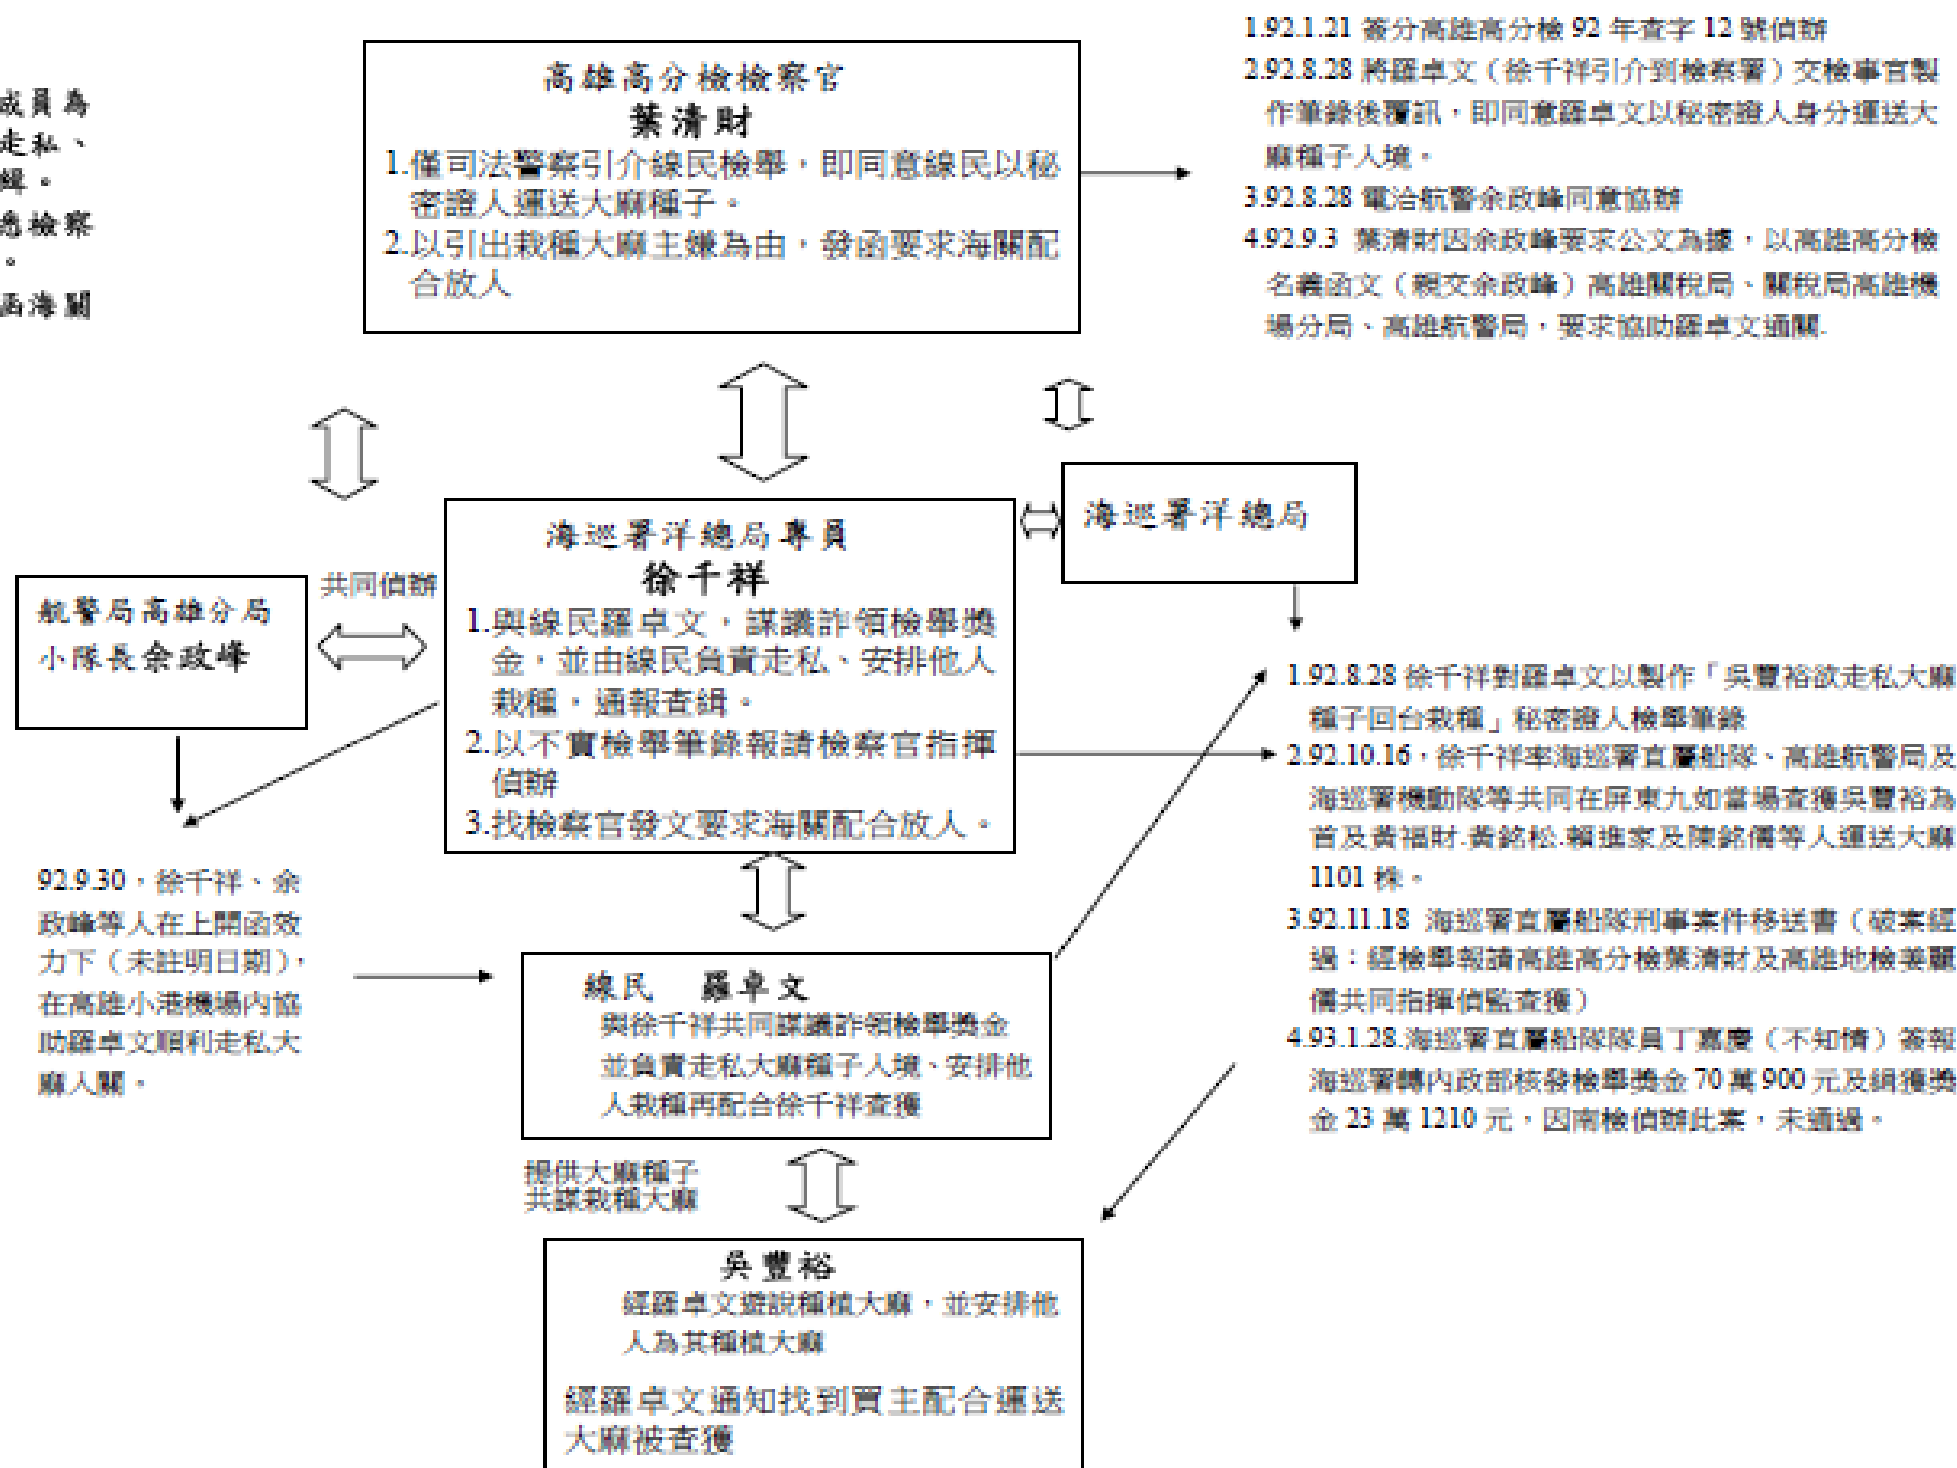 成員為
走私、
緝。
悉檢察
。
函海關
高雄高分檢檢察官
葉清財
1.僅司法警察引介線民檢舉，即同意線民以秘
密證人運送大麻種子。
2.以引出栽種大麻主嫌為由，發函要求海關配
合放人
1.92.1.21 簽分高雄高分檢 92 年查字 12 號偵辦
2.92.8.28 將羅卓文（徐千祥引介到檢察署）交檢事官製
作筆錄後覆訊，即同意羅卓文以秘密證人身分運送大
麻種子入境。
3.92.8.28 電洽航警余政峰同意協辦
4.92.9.3 葉清財因余政峰要求公文為據，以高雄高分檢
名義函文（親交余政峰）高雄關稅局、關稅局高雄機
場分局、高雄航警局，要求協助羅卓文通關.
海巡署洋總局
海巡署洋總局專員
徐千祥
1.與線民羅卓文，謀議詐領檢舉獎
金，並由線民負責走私、安排他人
栽種，通報查緝。
2.以不實檢舉筆錄報請檢察官指揮
偵辦
3.找檢察官發文要求海關配合放人。
共同偵辦
航警局高雄分局
小隊長余政峰
92.9.30，徐千祥、余
政峰等人在上開函效
力下（未註明日期），
在高雄小港機場內協
助羅卓文順利走私大
麻入關。
1.92.8.28 徐千祥對羅卓文以製作「吳豐裕欲走私大麻
種子回台栽種」秘密證人檢舉筆錄
2.92.10.16，徐千祥率海巡署直屬船隊、高雄航警局及
海巡署機動隊等共同在屏東九如當場查獲吳豐裕為
首及黃福財.黃銘松.賴進家及陳銘儒等人運送大麻
1101 株。
3.92.11.18 海巡署直屬船隊刑事案件移送書（破案經
過：經檢舉報請高雄高分檢葉清財及高雄地檢姜麗
儒共同指揮偵監查獲）
4.93.1.28.海巡署直屬船隊隊員丁嘉慶（不知情）簽報
海巡署轉內政部核發檢舉獎金 70 萬 900 元及緝獲獎
金 23 萬 1210 元，因南檢偵辦此案，未通過。
線民 羅卓文
與徐千祥共同謀議詐領檢舉獎金
並負責走私大麻種子入境、安排他
人栽種再配合徐千祥查獲
提供大麻種子
共謀栽種大麻
吳豐裕
經羅卓文遊說種植大麻，並安排他
人為其種植大麻
經羅卓文通知找到買主配合運送
大麻被查獲